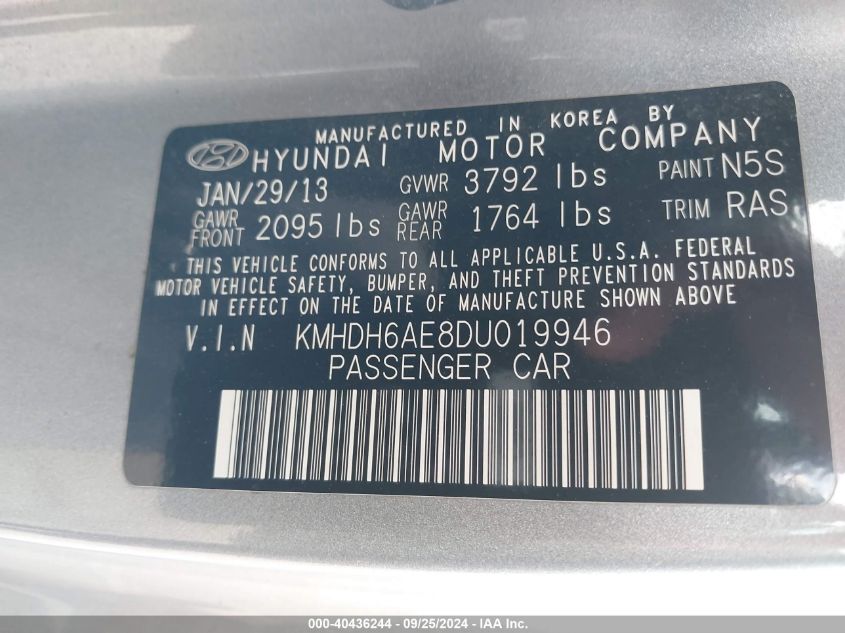 MANUFACTURED IN KOREA BY
HYUNDAI MOTOR COMPANY
JAN/29/13 GVWR 3792 lbs PAINT N5S
GAWR FRONT 2095 lbs GAWR REAR 1764 lbs TRIM RAS
THIS VEHICLE CONFORMS TO ALL APPLICABLE U.S.A. FEDERAL
MOTOR VEHICLE SAFETY, BUMPER, AND THEFT PREVENTION STANDARDS
IN EFFECT ON THE DATE OF MANUFACTURE SHOWN ABOVE
V.I.N KMHDH6AE8DU019946
PASSENGER CAR
000-40436244 - 09/25/2024 - IAA Inc.